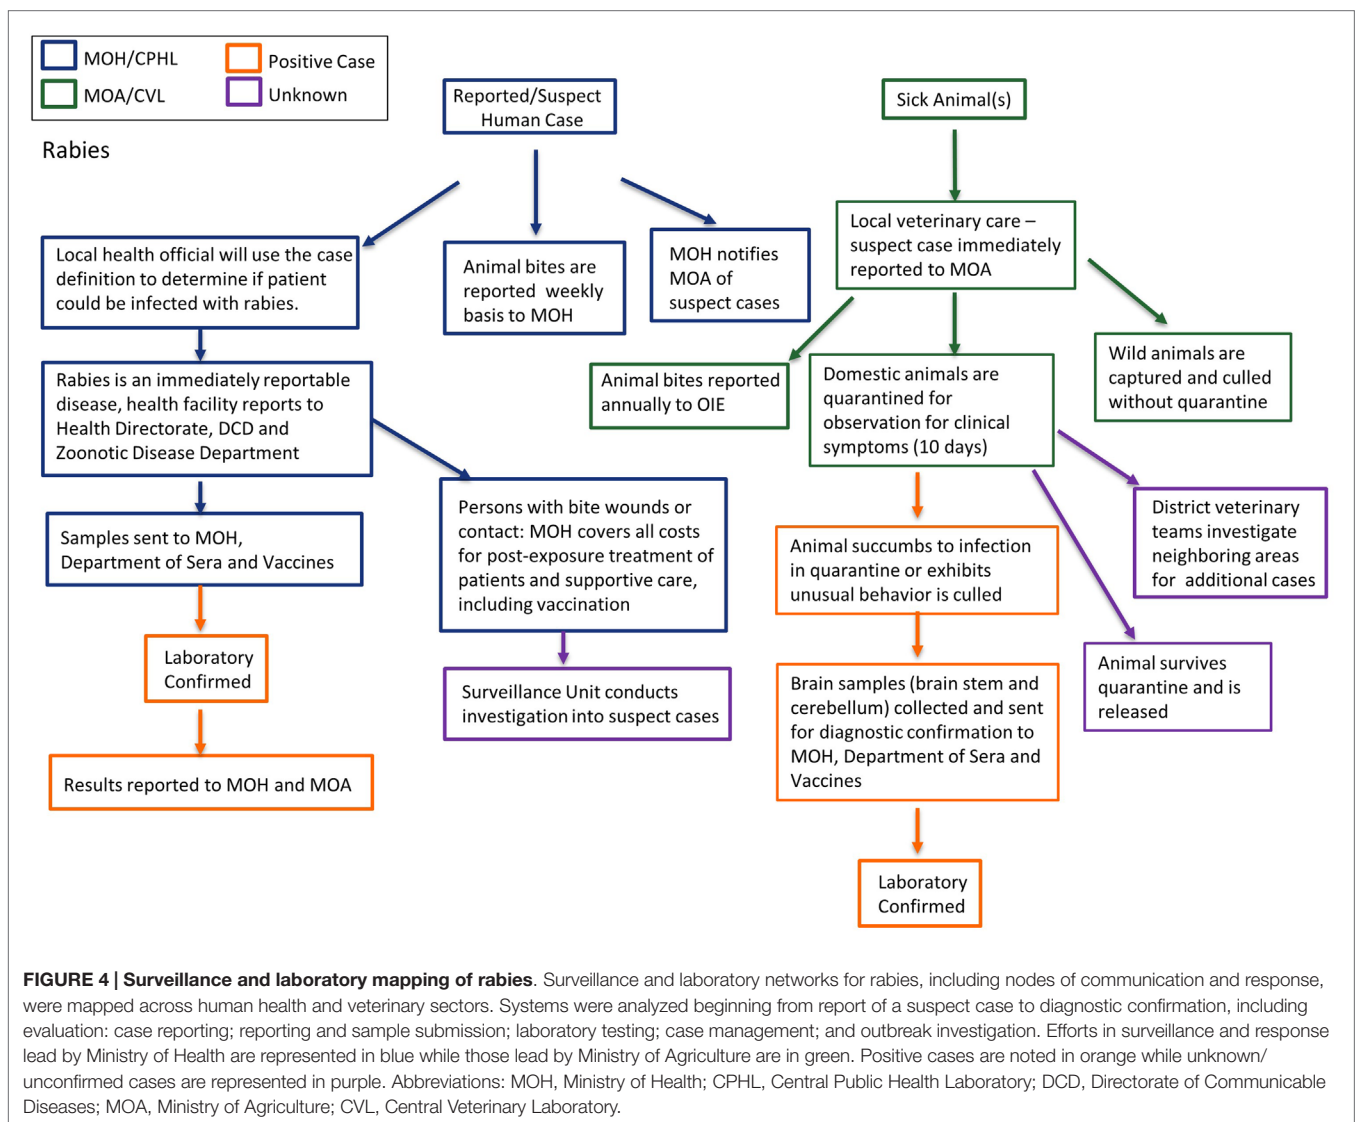 MOH/CPHL
Positive Case
MOA/CVL
Unknown
Rabies
Reported/Suspect
Human Case
Sick Animal(s)
Local health official will use the case
definition to determine if patient
could be infected with rabies.
Animal bites are
reported weekly
basis to MOH
MOH notifies
MOA of
suspect cases
Local veterinary care –
suspect case immediately
reported to MOA
Rabies is an immediately reportable
disease, health facility reports to
Health Directorate, DCD and
Zoonotic Disease Department
Animal bites reported
annually to OIE
Domestic animals are
quarantined for
observation for clinical
symptoms (10 days)
Wild animals are
captured and culled
without quarantine
Samples sent to MOH,
Department of Sera and Vaccines
Persons with bite wounds or
contact: MOH covers all costs
for post-exposure treatment of
patients and supportive care,
including vaccination
Animal succumbs to infection
in quarantine or exhibits
unusual behavior is culled
District veterinary
teams investigate
neighboring areas
for additional cases
Laboratory
Confirmed
Surveillance Unit conducts
investigation into suspect cases
Brain samples (brain stem and
cerebellum) collected and sent
for diagnostic confirmation to
MOH, Department of Sera and
Vaccines
Animal survives
quarantine and is
released
Results reported to MOH and MOA
Laboratory
Confirmed
FIGURE 4 | Surveillance and laboratory mapping of rabies. Surveillance and laboratory networks for rabies, including nodes of communication and response,
were mapped across human health and veterinary sectors. Systems were analyzed beginning from report of a suspect case to diagnostic confirmation, including
evaluation: case reporting; reporting and sample submission; laboratory testing; case management; and outbreak investigation. Efforts in surveillance and response
lead by Ministry of Health are represented in blue while those lead by Ministry of Agriculture are in green. Positive cases are noted in orange while unknown/
unconfirmed cases are represented in purple. Abbreviations: MOH, Ministry of Health; CPHL, Central Public Health Laboratory; DCD, Directorate of Communicable
Diseases; MOA, Ministry of Agriculture; CVL, Central Veterinary Laboratory.